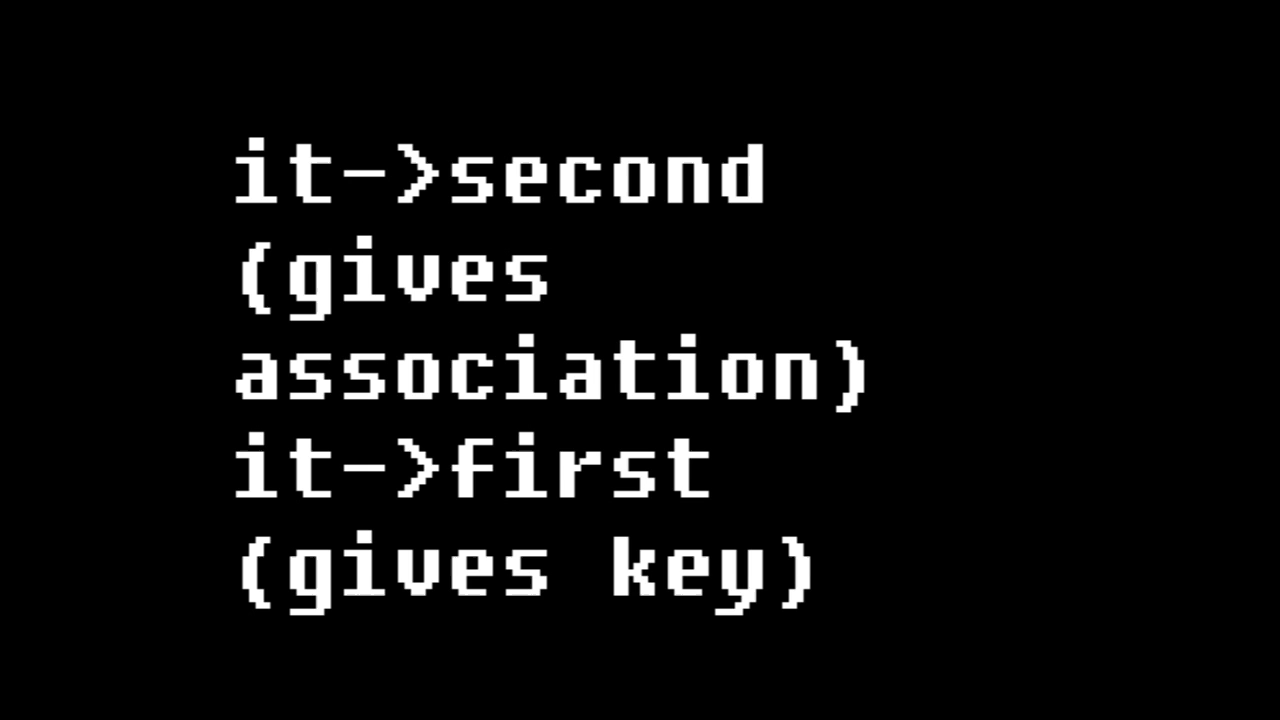 it->second
(gives
association)
it->first
(gives key)